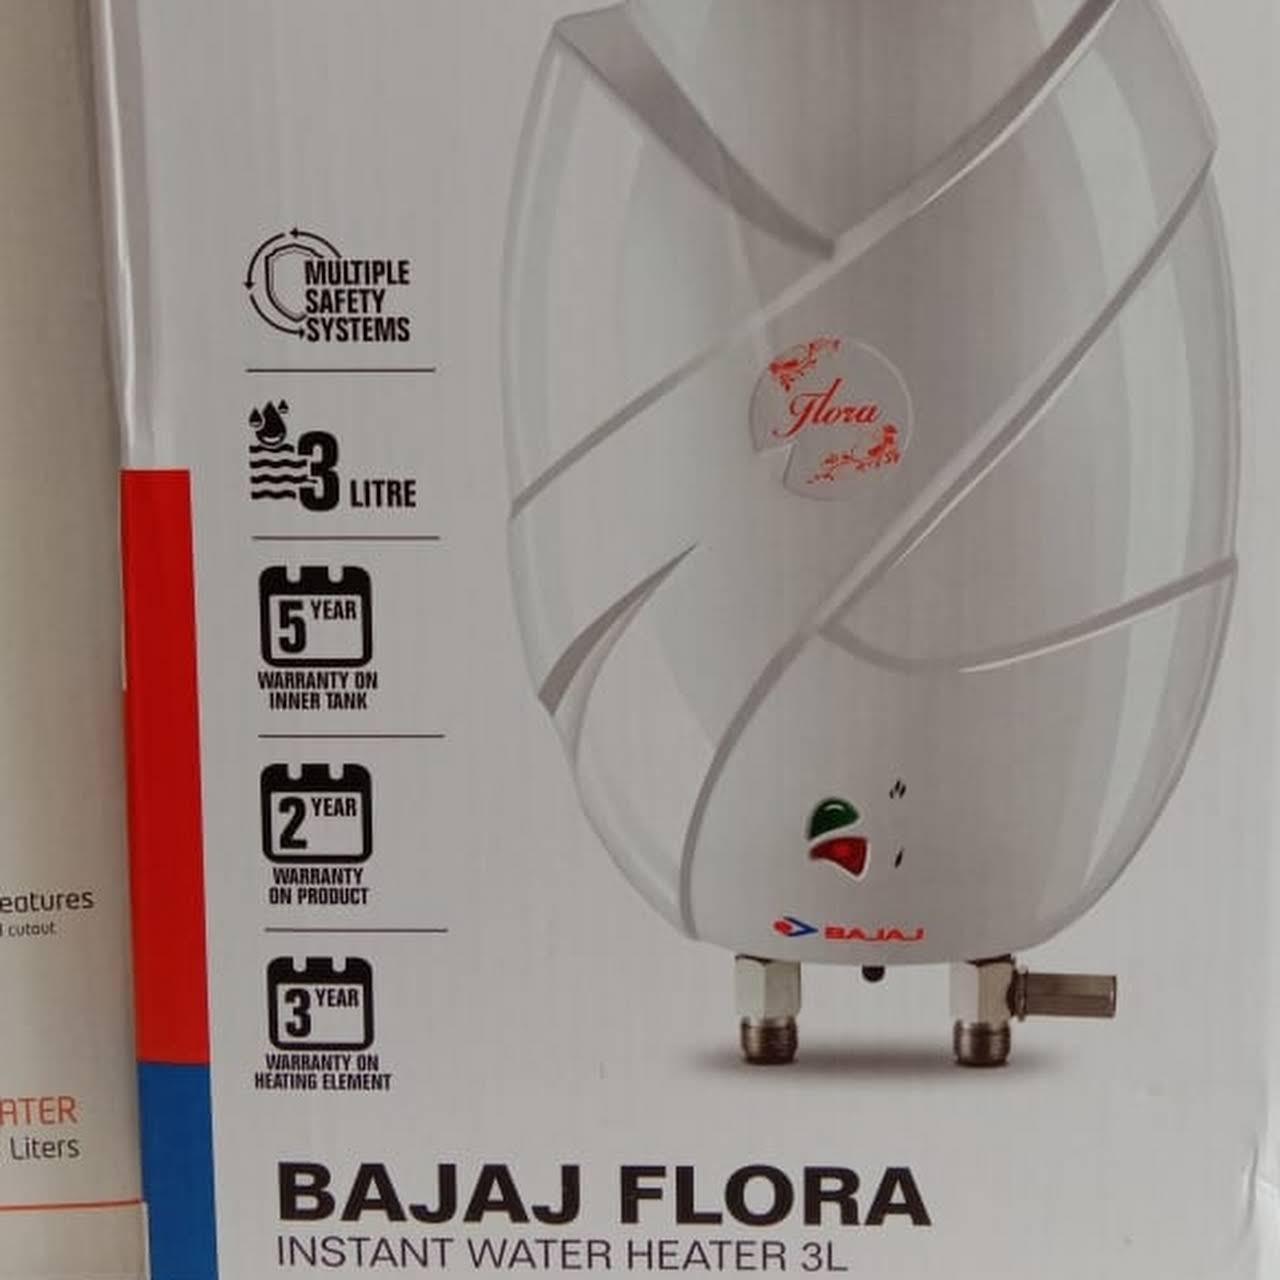 MULTIPLE
SAFETY
SYSTEMS
3 LITRE
5 YEAR
WARRANTY ON
INNER TANK
2 YEAR
WARRANTY
ON PRODUCT
3 YEAR
WARRANTY ON
HEATING ELEMENT
Flora
BAJAJ
BAJAJ FLORA
INSTANT WATER HEATER 3L
eatures
cutout
ATER
Liters